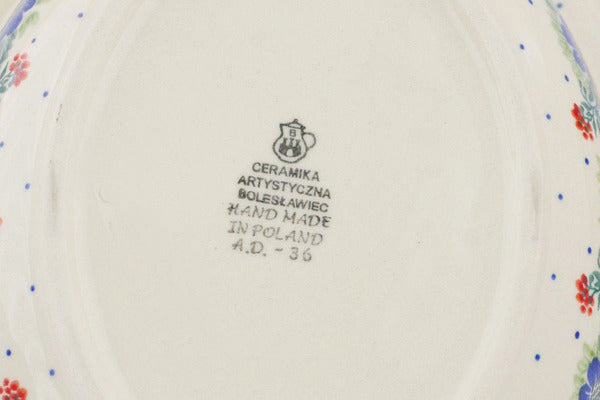 B
CERAMIKA
ARTYSTYCZNA
BOLESŁAWIEC
HAND MADE
IN POLAND
A.D. - 36